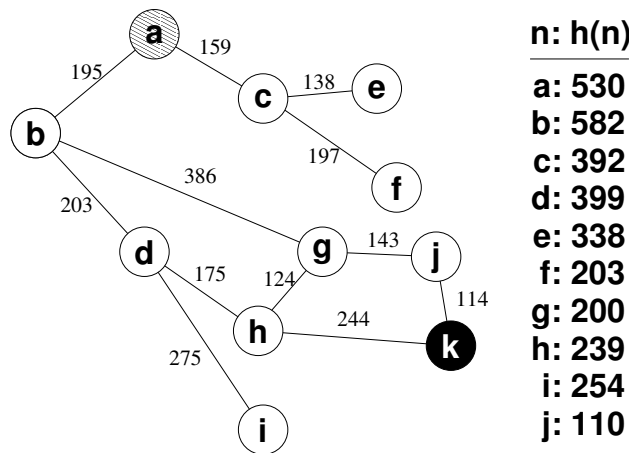 n: h(n)
a: 530
b: 582
c: 392
d: 399
e: 338
f: 203
g: 200
h: 239
i: 254
j: 110
a
159
195
138
e
c
b
197
386
f
203
g
143
j
d
175
124
114
h
244
k
275
i